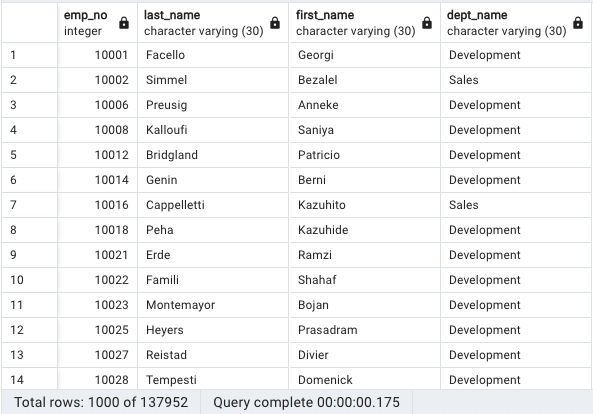 emp_no last_name first_name dept_name
integer character varying (30) character varying (30) character varying (30)
1 10001 Facello Georgi Development
2 10002 Simmel Bezalel Sales
3 10006 Preusig Anneke Development
4 10008 Kalloufi Saniya Development
5 10012 Bridgland Patricio Development
6 10014 Genin Berni Development
7 10016 Cappelletti Kazuhito Sales
8 10018 Peha Kazuhide Development
9 10021 Erde Ramzi Development
10 10022 Famili Shahaf Development
11 10023 Montemayor Bojan Development
12 10025 Heyers Prasadram Development
13 10027 Reistad Divier Development
14 10028 Tempesti Domenick Development
Total rows: 1000 of 137952 Query complete 00:00:00.175